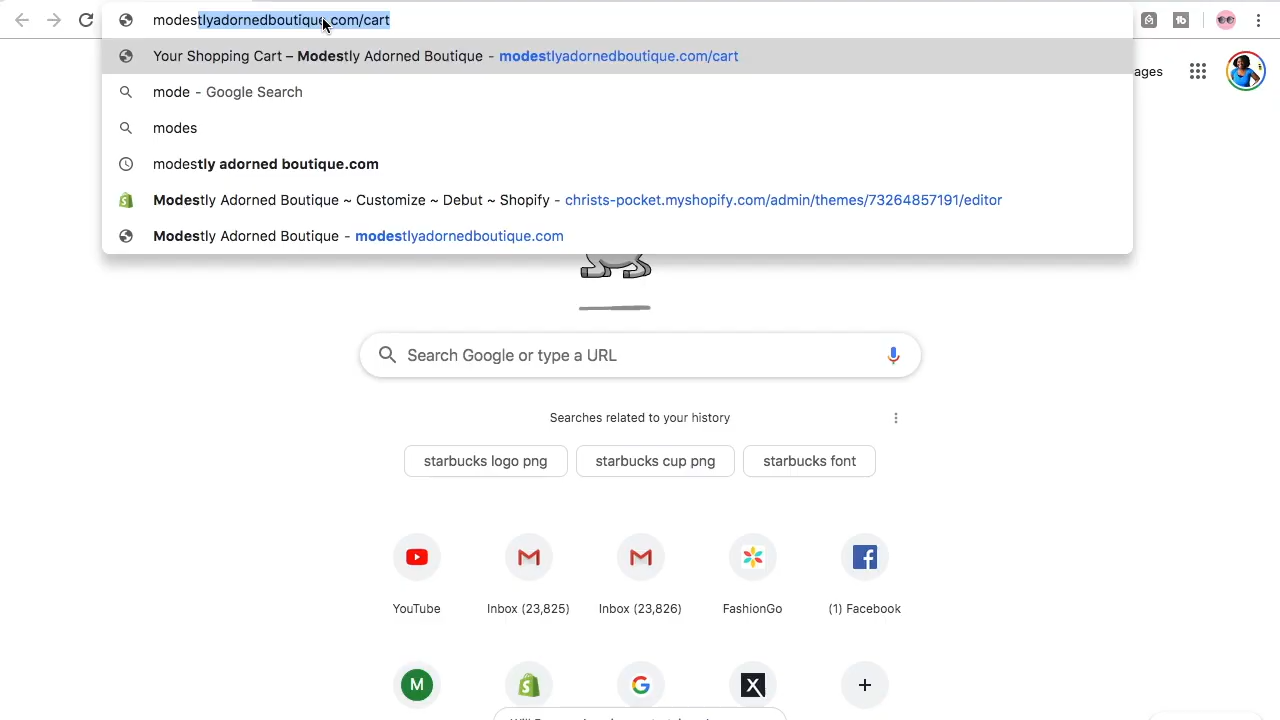 modestlyadornedboutique.com/cart
Your Shopping Cart – Modestly Adorned Boutique - modestlyadornedboutique.com/cart
mode - Google Search
modes
modestly adorned boutique.com
Modestly Adorned Boutique ~ Customize ~ Debut ~ Shopify - christs-pocket.myshopify.com/admin/themes/73264857191/editor
Modestly Adorned Boutique - modestlyadornedboutique.com
ages
Search Google or type a URL
Searches related to your history
starbucks logo png
starbucks cup png
starbucks font
YouTube
Inbox (23,825)
Inbox (23,826)
FashionGo
(1) Facebook
M